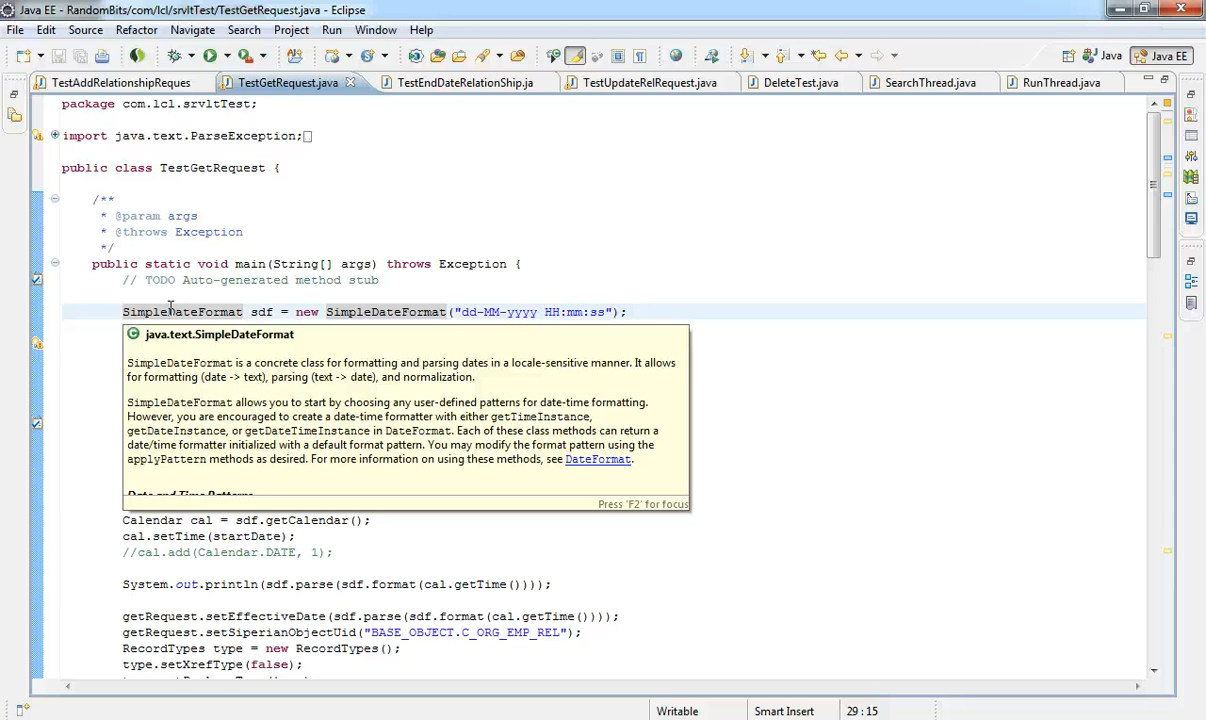 Java EE - RandomBits/com/lcl/srvltTest/TestGetRequest.java - Eclipse
File Edit Source Refactor Navigate Search Project Run Window Help
Java Java EE
TestAddRelationshipReques TestGetRequest.java TestEndDateRelationShip.ja TestUpdateRelRequest.java DeleteTest.java SearchThread.java RunThread.java
package com.lcl.srvltTest;
import java.text.ParseException;
public class TestGetRequest {
/**
* @param args
* @throws Exception
*/
public static void main(String[] args) throws Exception {
// TODO Auto-generated method stub
SimpleDateFormat sdf = new SimpleDateFormat("dd-MM-yyyy HH:mm:ss");
java.text.SimpleDateFormat
SimpleDateFormat is a concrete class for formatting and parsing dates in a locale-sensitive manner. It allows
for formatting (date -> text), parsing (text -> date), and normalization.
SimpleDateFormat allows you to start by choosing any user-defined patterns for date-time formatting.
However, you are encouraged to create a date-time formatter with either getTimeInstance,
getDateInstance, or getDateTimeInstance in DateFormat. Each of these class methods can return a
date/time formatter initialized with a default format pattern. You may modify the format pattern using the
applyPattern methods as desired. For more information on using these methods, see DateFormat.
Date and Time Patterns
Press 'F2' for focus
Calendar cal = sdf.getCalendar();
cal.setTime(startDate);
//cal.add(Calendar.DATE, 1);
System.out.println(sdf.parse(sdf.format(cal.getTime())));
getRequest.setEffectiveDate(sdf.parse(sdf.format(cal.getTime())));
getRequest.setSiperianObjectUid("BASE_OBJECT.C_ORG_EMP_REL");
RecordTypes type = new RecordTypes();
type.setXrefType(false);
Writable Smart Insert 29 : 15